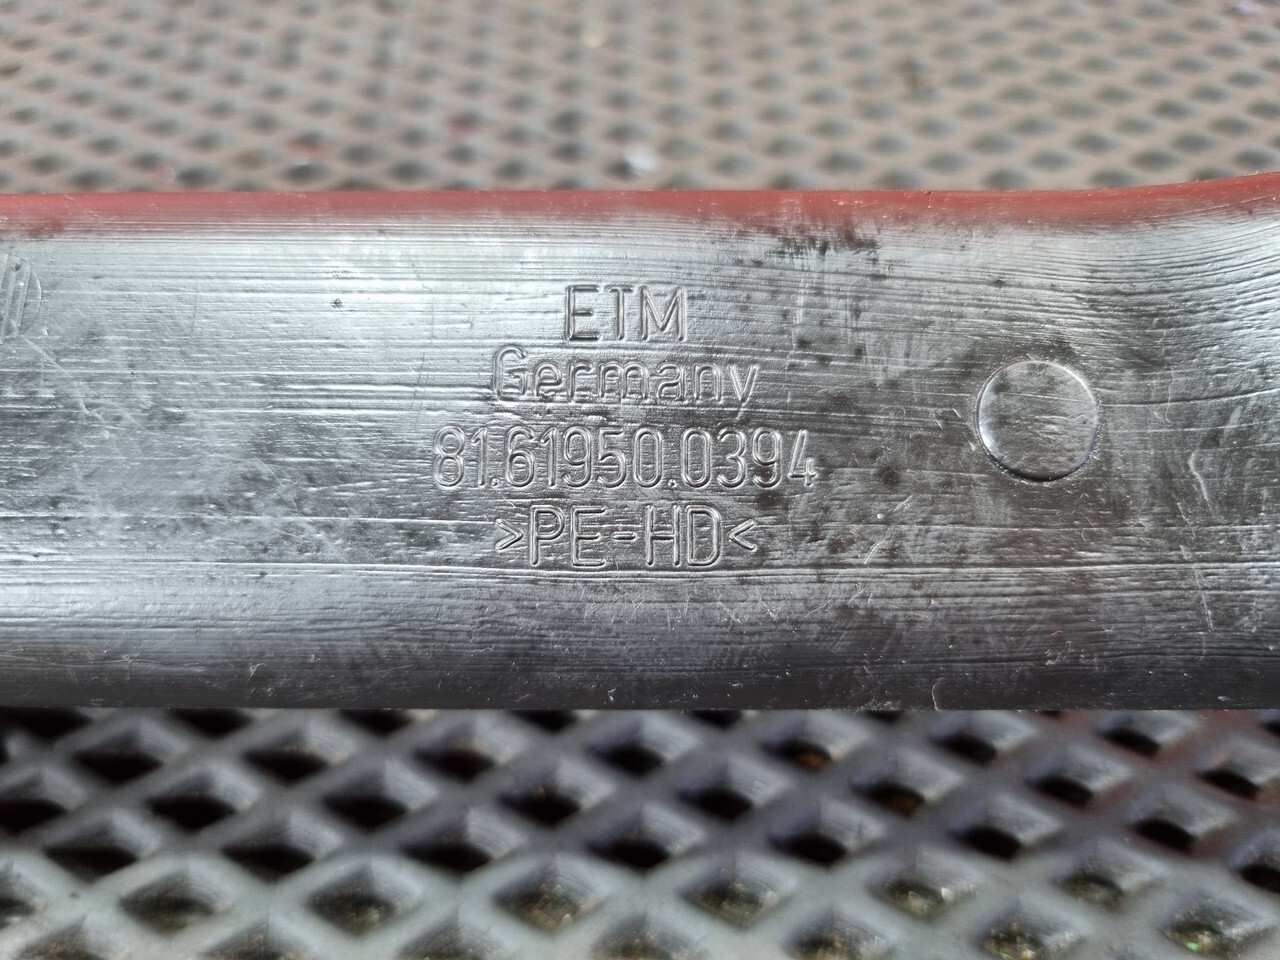 ETM
Germany
81.61950.0394
>PE-HD<